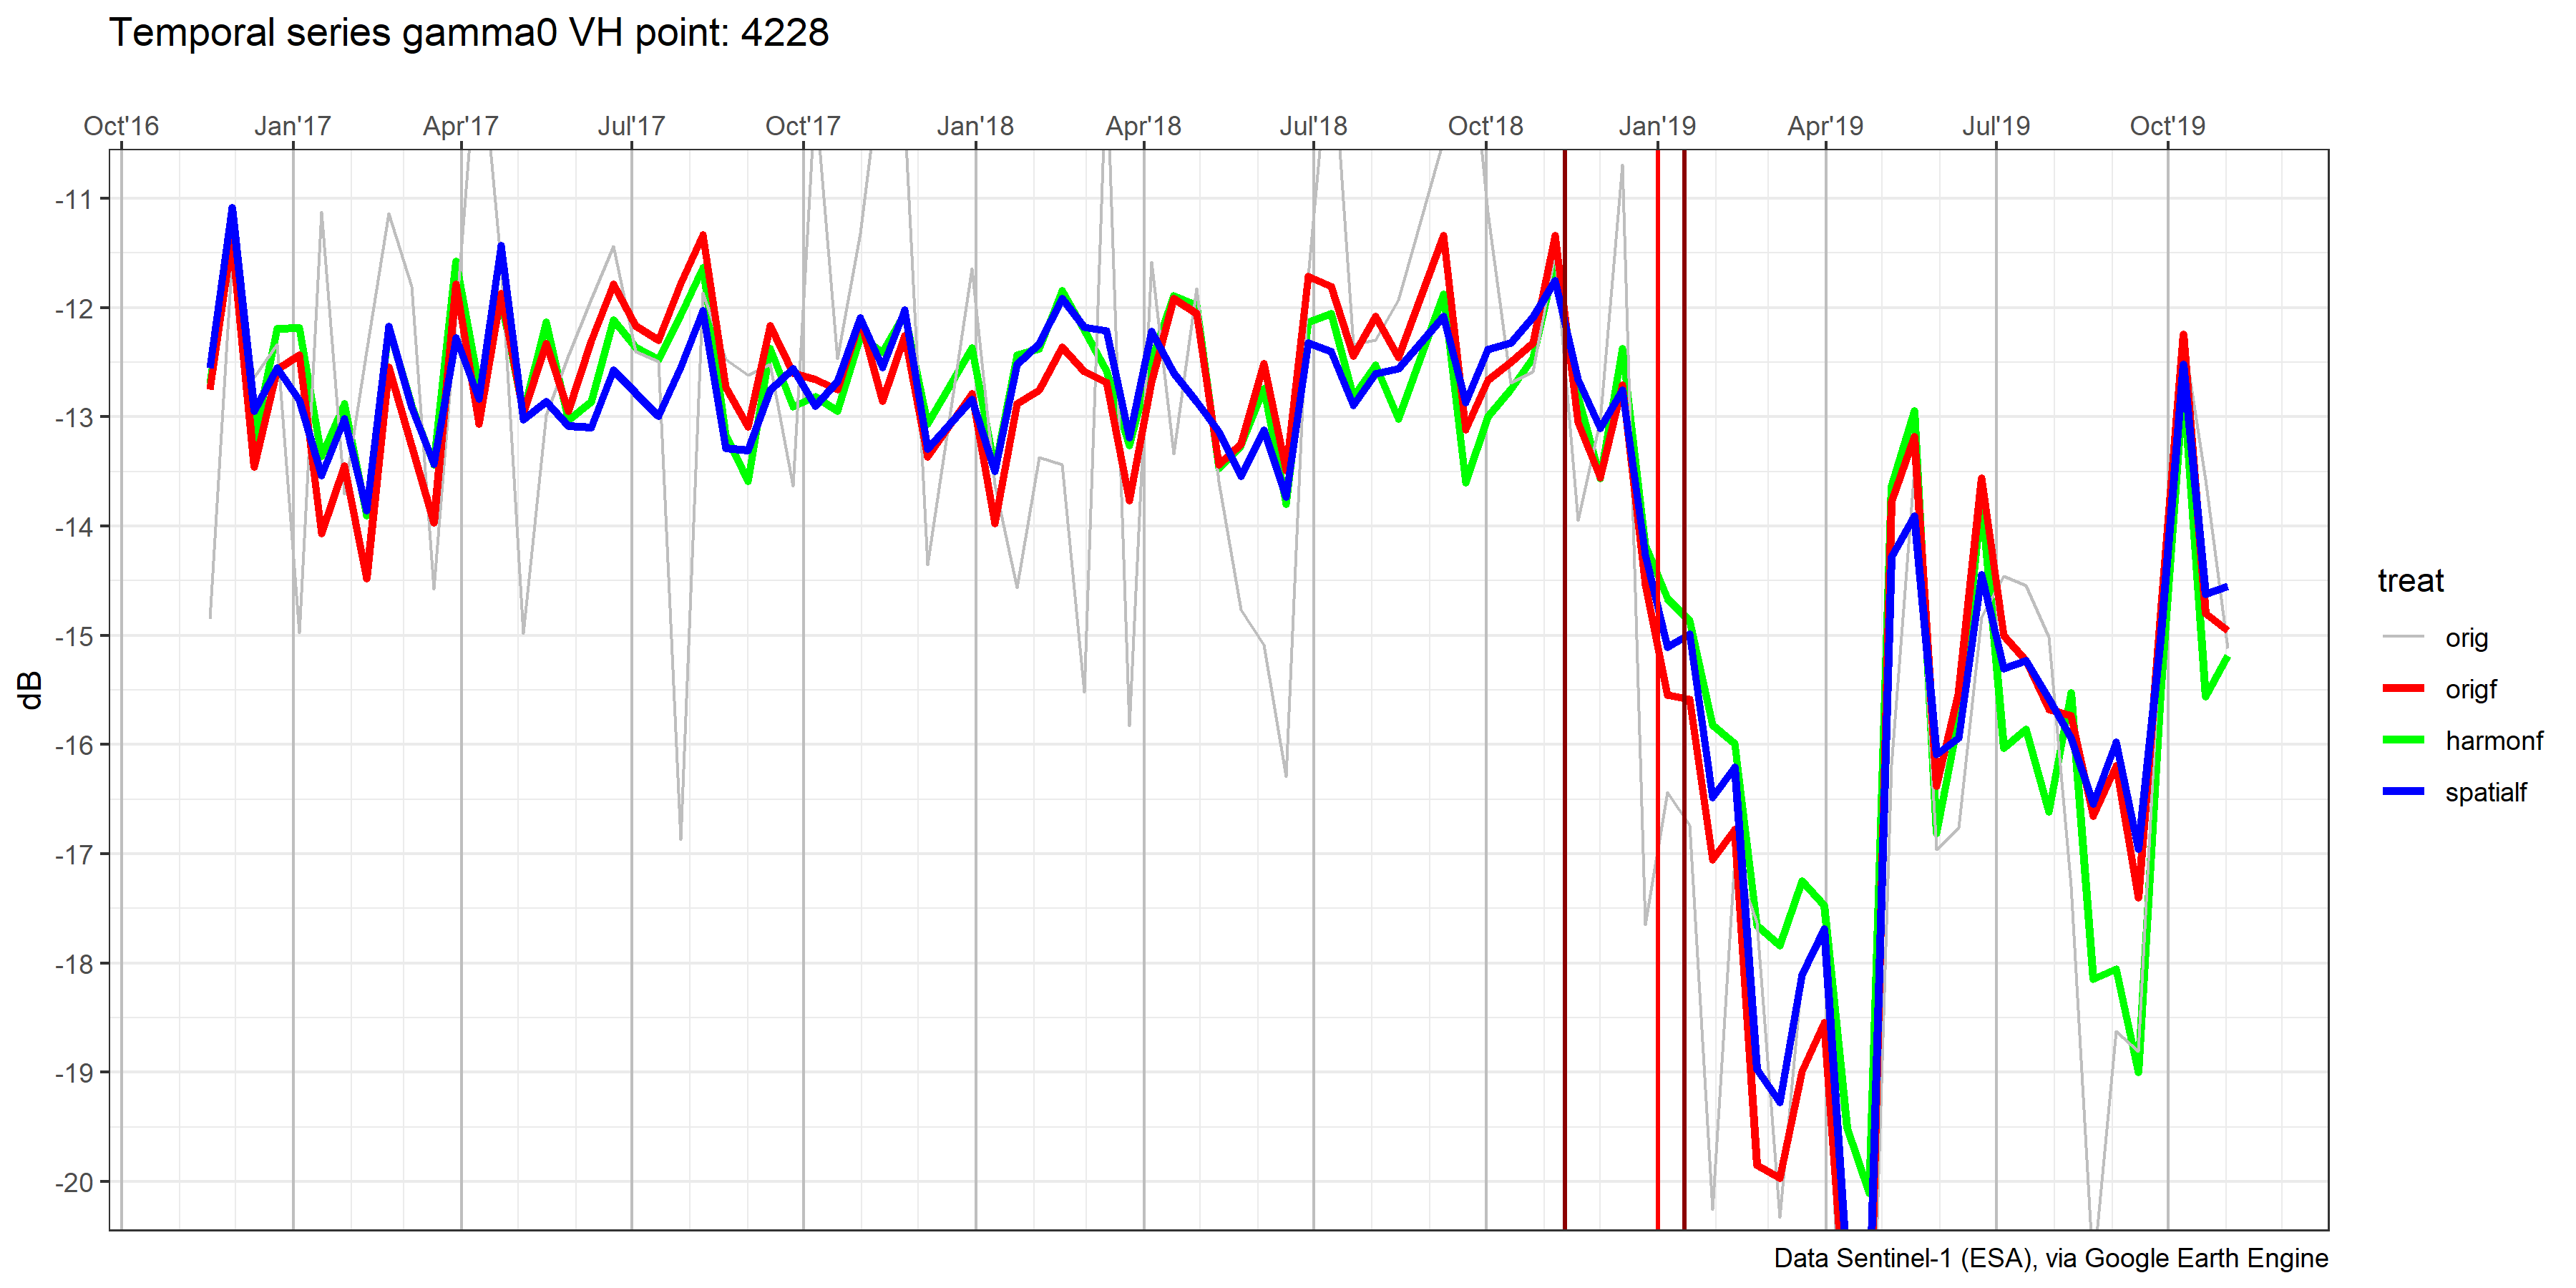 Temporal series gamma0 VH point: 4228
Oct'16 Jan'17 Apr'17 Jul'17 Oct'17 Jan'18 Apr'18 Jul'18 Oct'18 Jan'19 Apr'19 Jul'19 Oct'19
-11
-12
-13
-14
-15
-16
-17
-18
-19
-20
dB
treat
orig
origf
harmonf
spatialf
Data Sentinel-1 (ESA), via Google Earth Engine